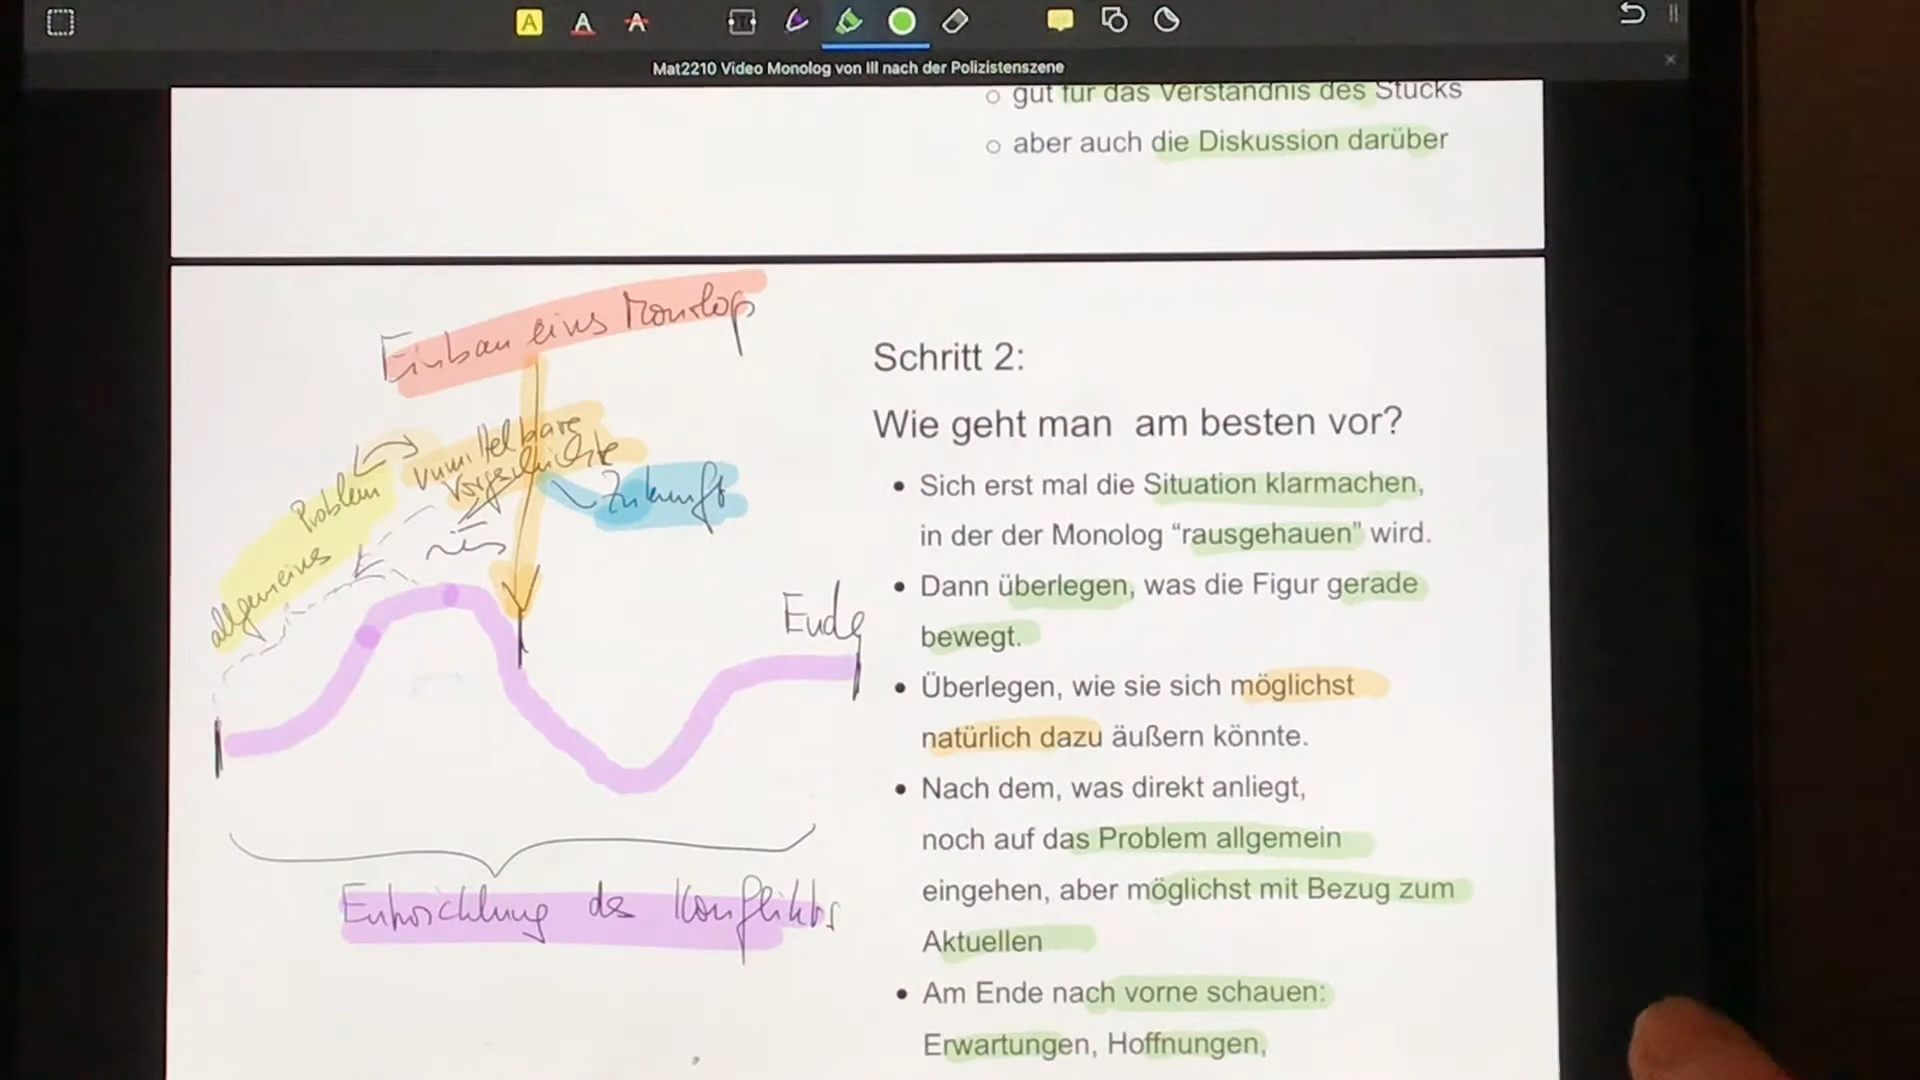 A A A
Mat2210 Video Monolog von III nach der Polizistenszene
gut für das Verständnis des Stücks
aber auch die Diskussion darüber
Einbau eines Monologs
unmittelbare
Vorgeschichte
Problem
allgemeines
Zukunft
Ende
Entwicklung des Konflikts
Schritt 2:
Wie geht man am besten vor?
Sich erst mal die Situation klarmachen,
in der der Monolog “rausgehauen” wird.
Dann überlegen, was die Figur gerade
bewegt.
Überlegen, wie sie sich möglichst
natürlich dazu äußern könnte.
Nach dem, was direkt anliegt,
noch auf das Problem allgemein
eingehen, aber möglichst mit Bezug zum
Aktuellen
Am Ende nach vorne schauen:
Erwartungen, Hoffnungen,